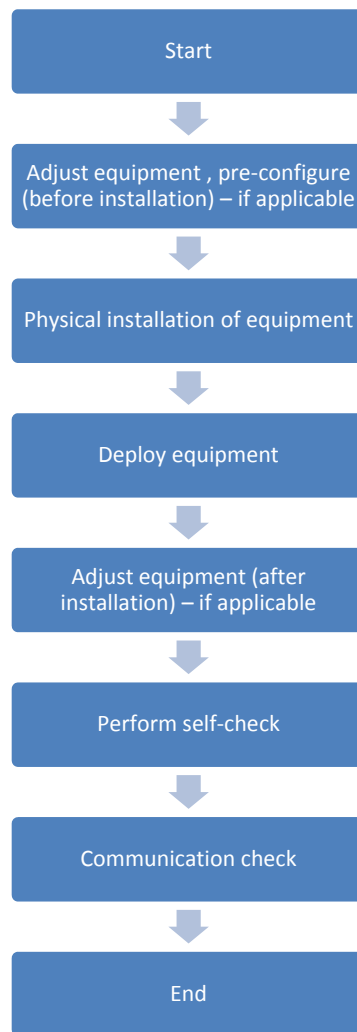 Start
Adjust equipment , pre-configure
(before installation) – if applicable
Physical installation of equipment
Deploy equipment
Adjust equipment (after
installation) – if applicable
Perform self-check
Communication check
End